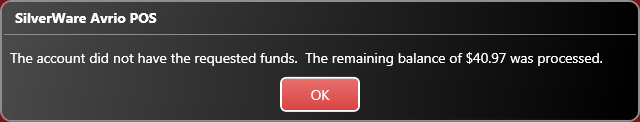 SilverWare Avrio POS
The account did not have the requested funds.  The remaining balance of $40.97 was processed.
OK